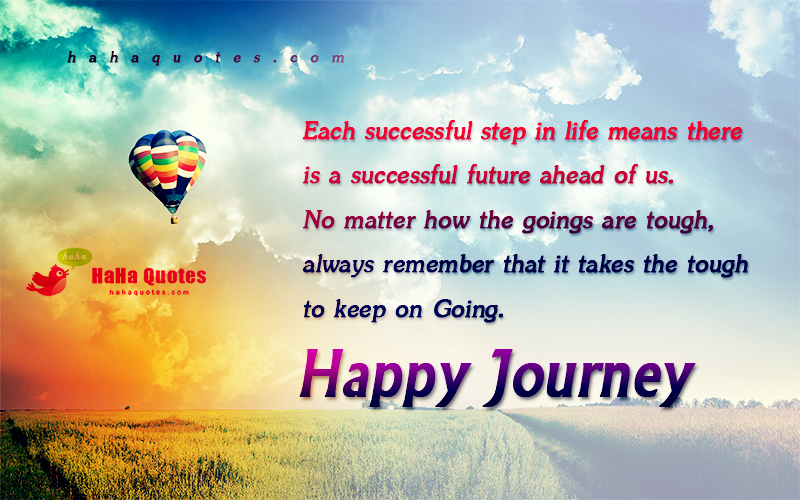 hahaquotes.com
Each successful step in life means there
is a successful future ahead of us.
No matter how the goings are tough,
always remember that it takes the tough
to keep on Going.
Happy Journey
haha
HaHa Quotes
hahaquotes.com